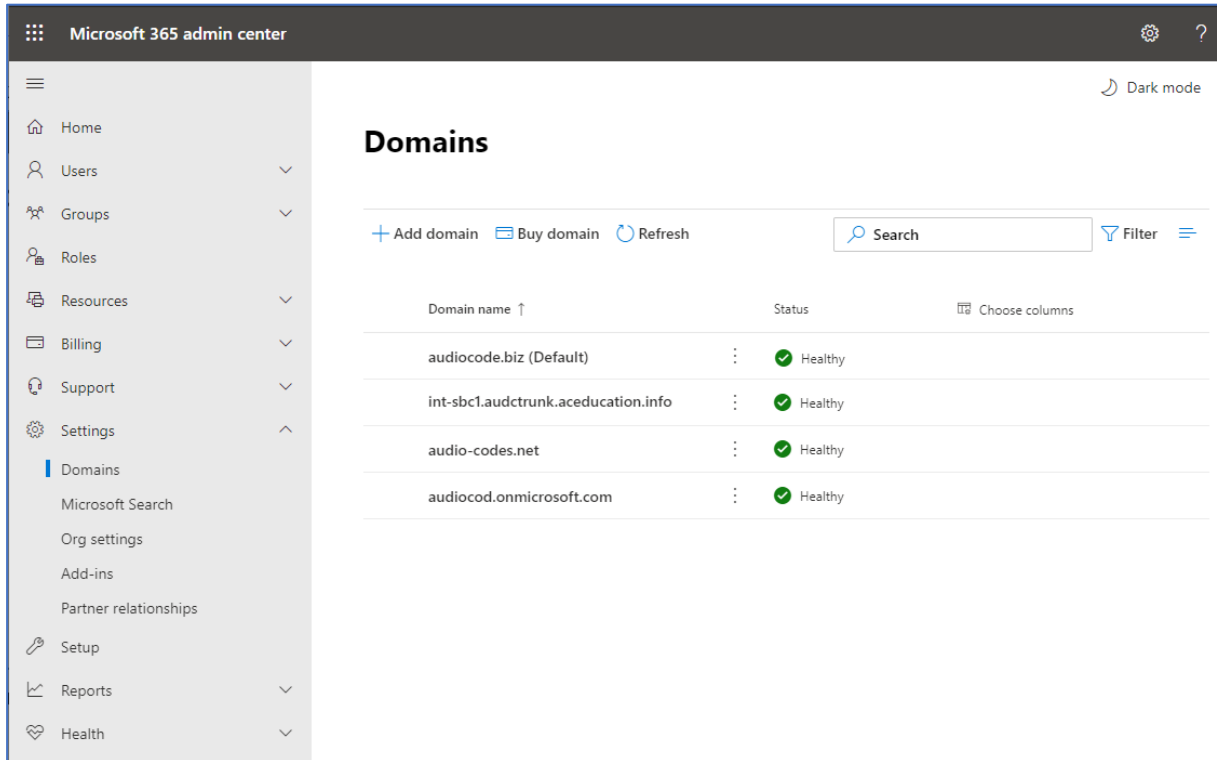 Microsoft 365 admin center
?
Dark mode
Home
Users
Groups
Roles
Resources
Billing
Support
Settings
Domains
Microsoft Search
Org settings
Add-ins
Partner relationships
Setup
Reports
Health
Domains
Add domain Buy domain Refresh Search Filter
Domain name ↑ Status Choose columns
audiocode.biz (Default) Healthy
int-sbc1.audctrunk.aceducation.info Healthy
audio-codes.net Healthy
audiocod.onmicrosoft.com Healthy